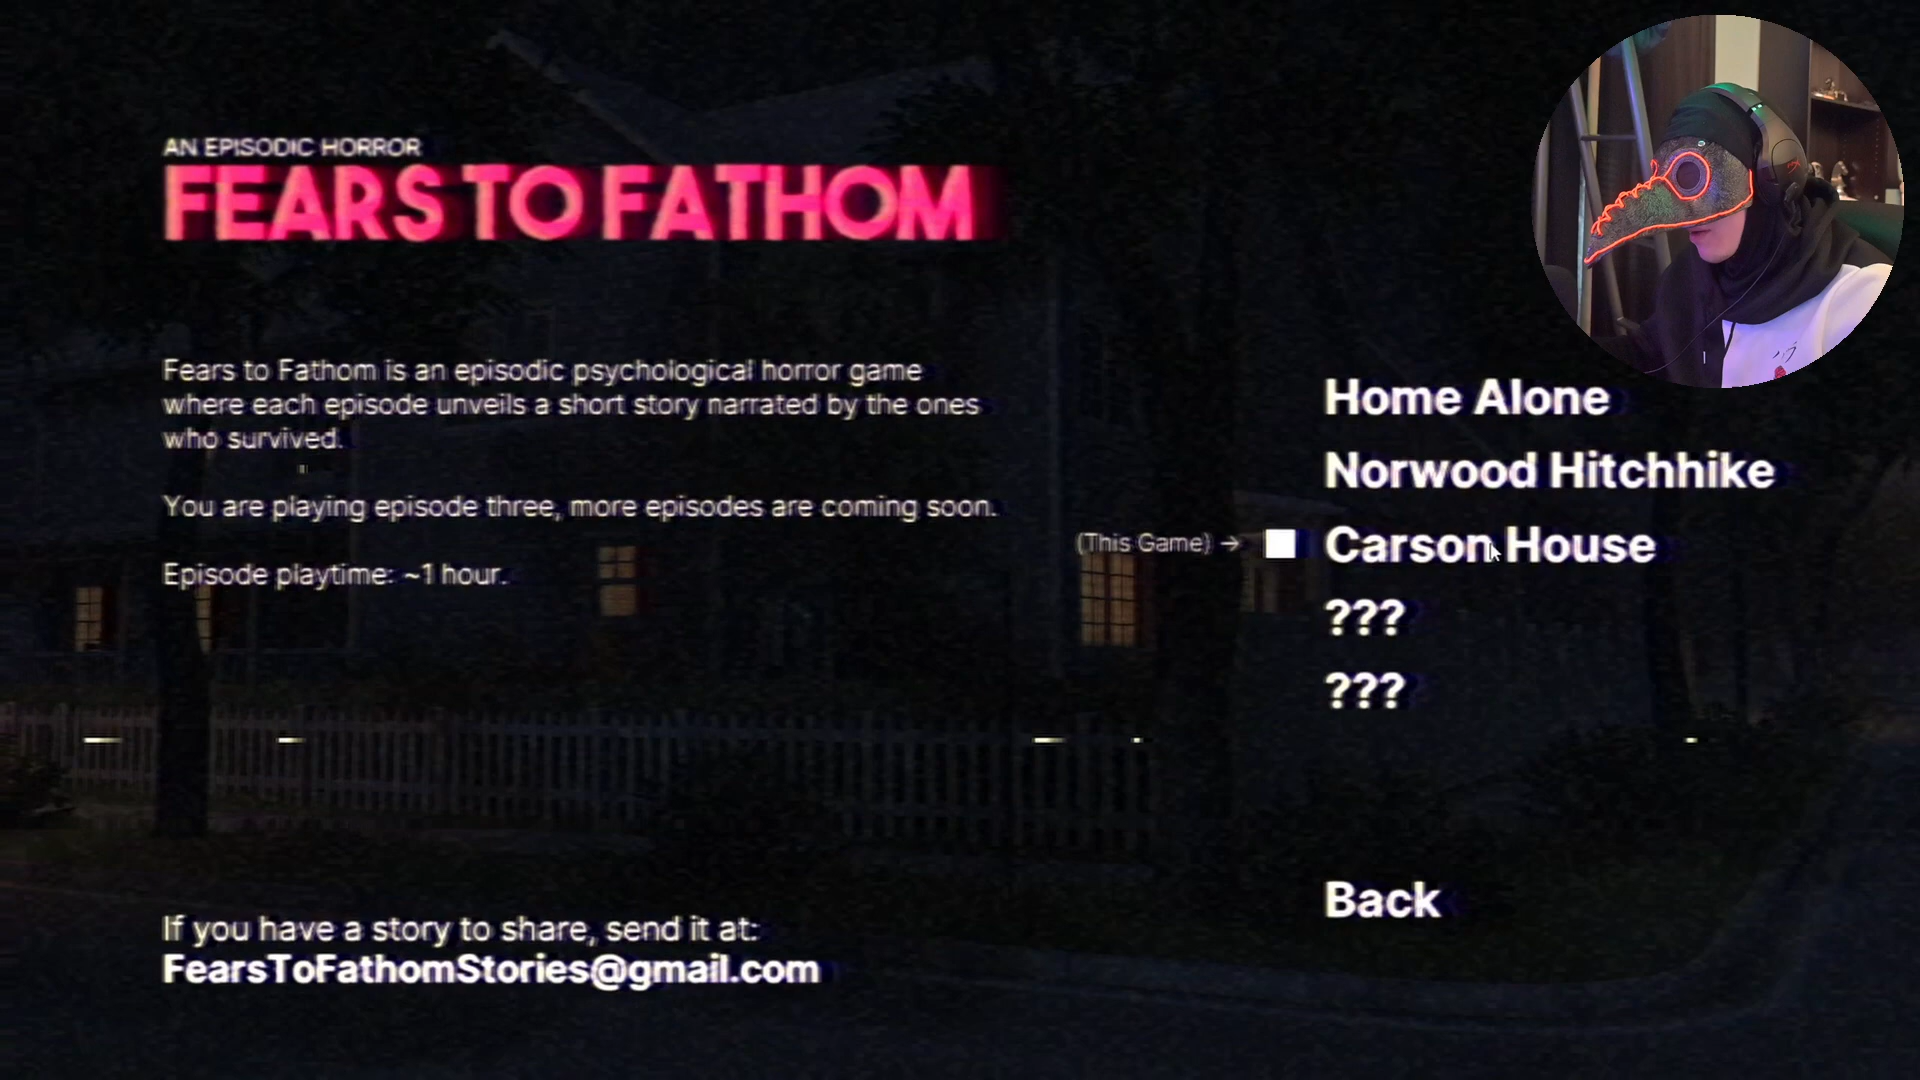 AN EPISODIC HORROR
FEARS TO FATHOM
Fears to Fathom is an episodic psychological horror game
where each episode unveils a short story narrated by the ones
who survived.
You are playing episode three, more episodes are coming soon.
Episode playtime: ~1 hour.
Home Alone
Norwood Hitchhike
(This Game) → Carson House
???
???
Back
If you have a story to share, send it at:
FearsToFathomStories@gmail.com